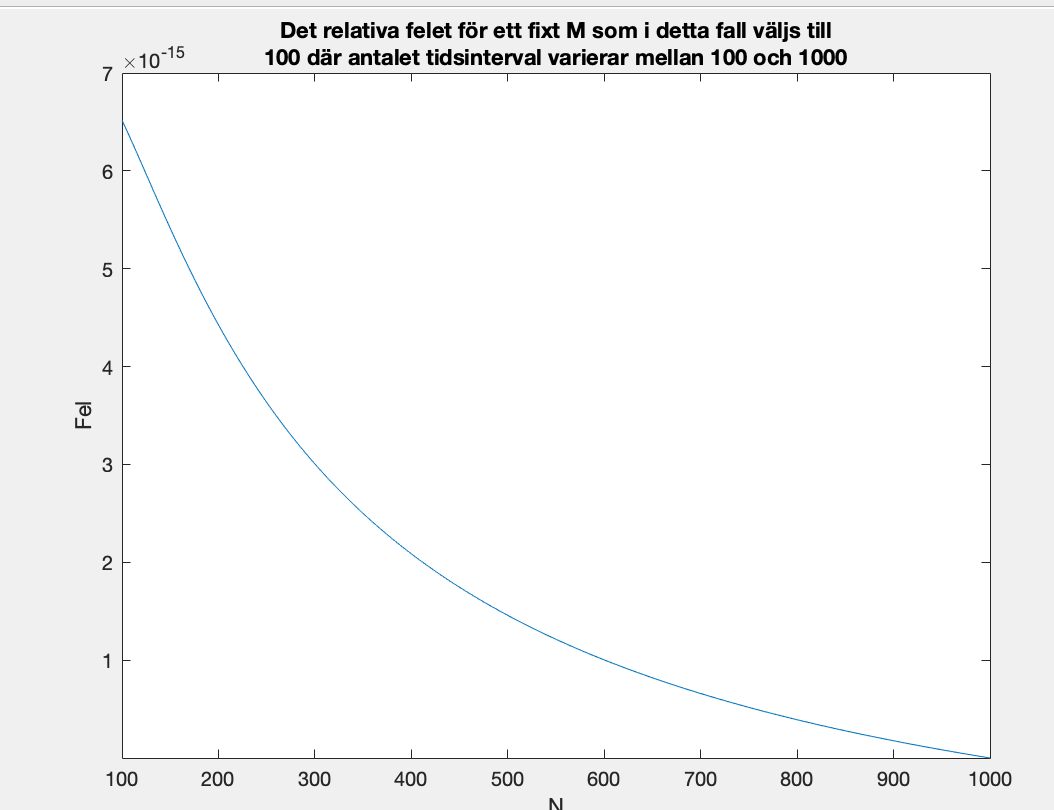 Det relativa felet för ett fixt M som i detta fall väljs till
100 där antalet tidsinterval varierar mellan 100 och 1000
×10-15
7
6
5
4
3
2
1
Fel
100 200 300 400 500 600 700 800 900 1000
N